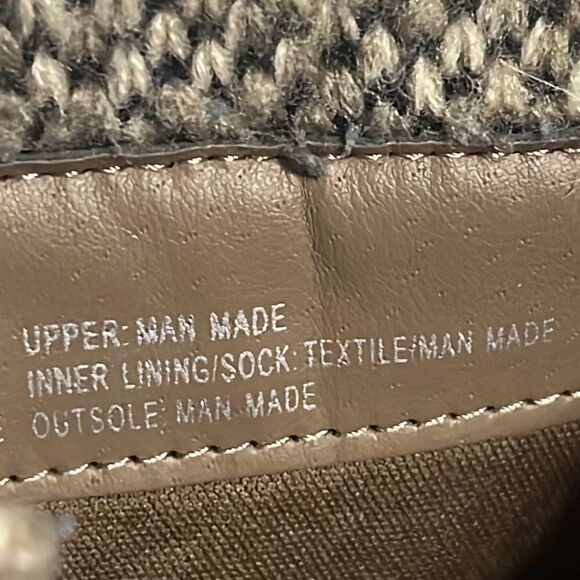 UPPER: MAN MADE
INNER LINING/SOCK: TEXTILE/MAN MADE
E OUTSOLE: MAN-MADE